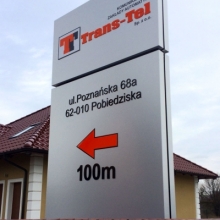 Trans-Tel
Sp. z o.o.
ul.Poznańska 68a
62-010 Pobiedziska
100m